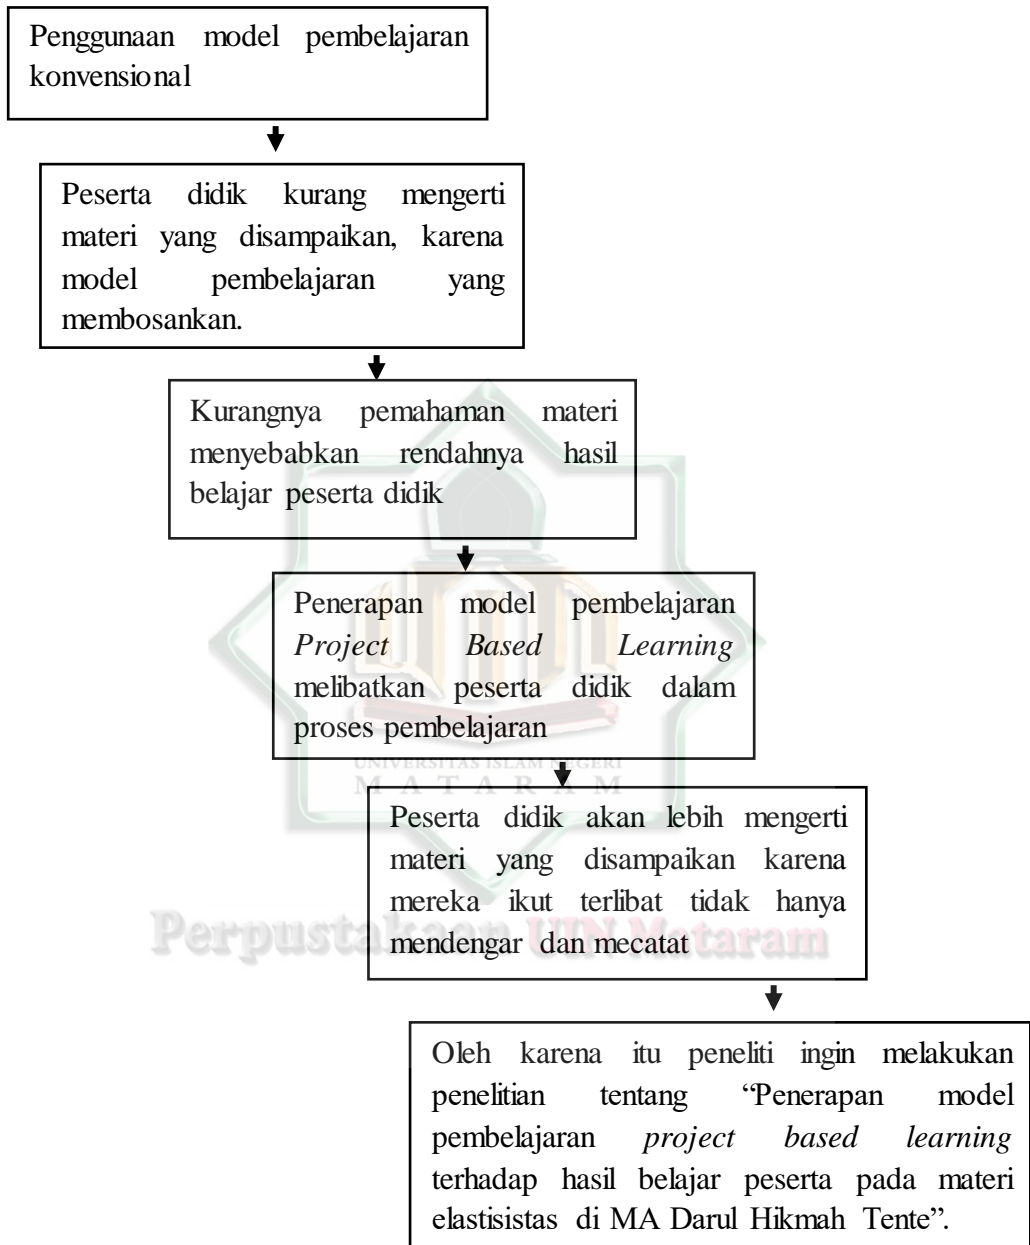 Penggunaan model pembelajaran
konvensional
Peserta didik kurang mengerti
materi yang disampaikan, karena
model pembelajaran yang
membosankan.
Kurangnya pemahaman materi
menyebabkan rendahnya hasil
belajar peserta didik
Penerapan model pembelajaran
Project Based Learning
melibatkan peserta didik dalam
proses pembelajaran
UNIVERSITAS ISLAM NEGERI
MATARAM
Peserta didik akan lebih mengerti
materi yang disampaikan karena
mereka ikut terlibat tidak hanya
mendengar dan mecatat
Perpustakaan UIN Mataram
Oleh karena itu peneliti ingin melakukan
penelitian tentang “Penerapan model
pembelajaran project based learning
terhadap hasil belajar peserta pada materi
elastisistas di MA Darul Hikmah Tente”.